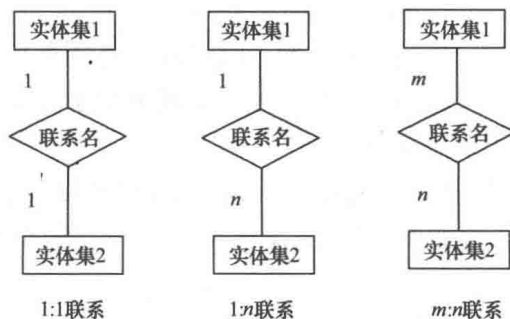 实体集1 实体集1 实体集1
1 1 m
联系名 联系名 联系名
1 n n
实体集2 实体集2 实体集2
1:1联系 1:n联系 m:n联系